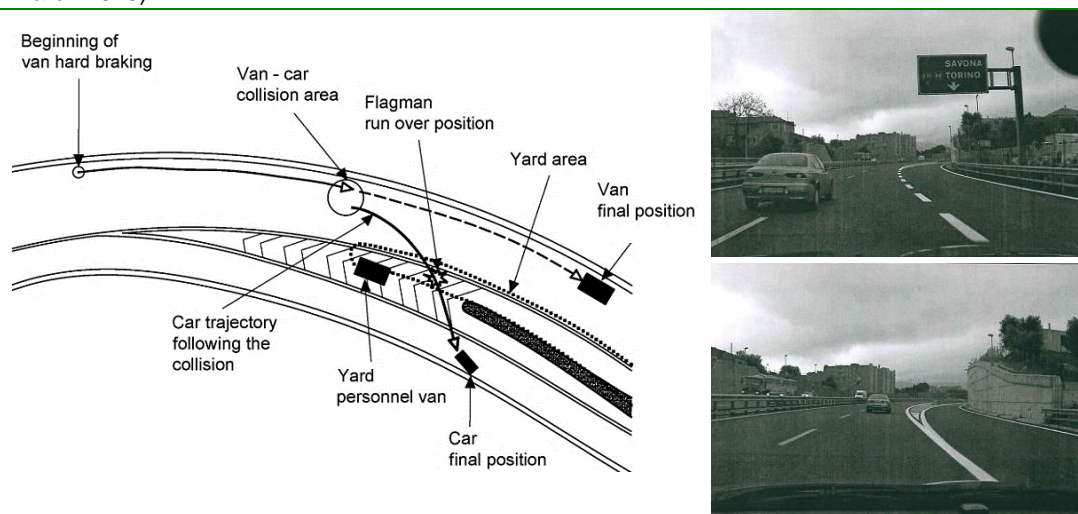 Beginning of
van hard braking
Van - car
collision area
Flagman
run over position
Yard area
Van
final position
Car trajectory
following the
collision
Yard
personnel van
Car
final position
SAVONA
TORINO